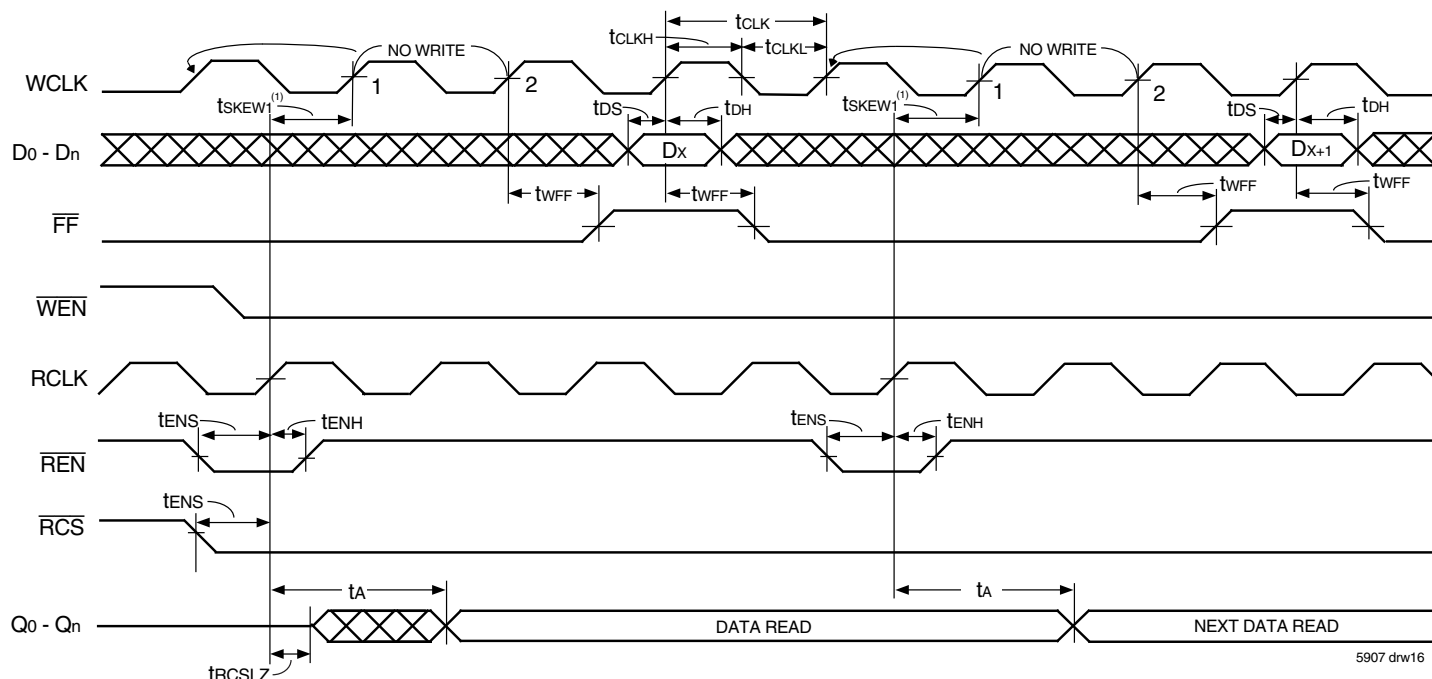 tCLK
tCLKH
tCLKL
NO WRITE
NO WRITE
WCLK
1
2
1
2
tSKEW1(1)
tDS
tDH
tSKEW1(1)
tDS
tDH
D0 - Dn
DX
DX+1
tWFF
tWFF
tWFF
tWFF
FF
WEN
RCLK
tENS
tENH
tENS
tENH
REN
tENS
RCS
tA
tA
Q0 - Qn
DATA READ
NEXT DATA READ
tRCSLZ
5907 drw16